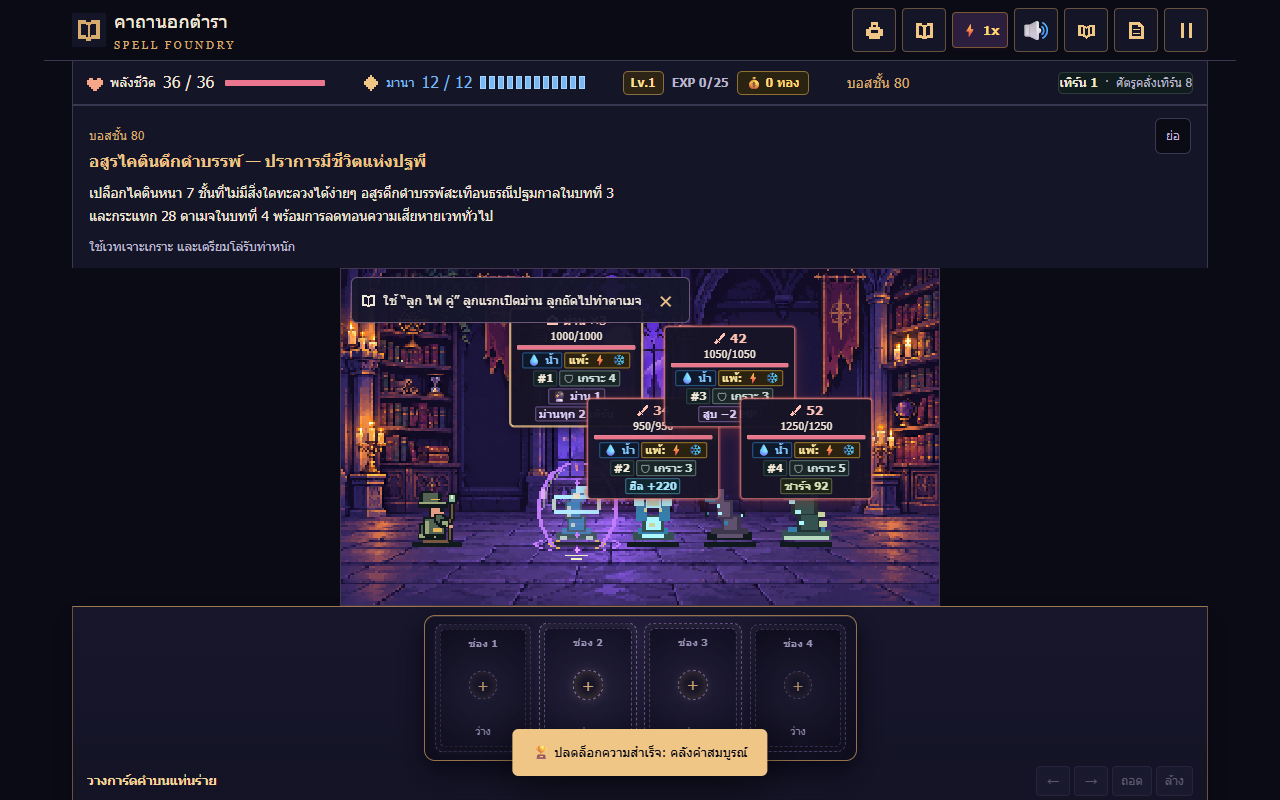 คาถานอกตำรา
SPELL FOUNDRY
1x
พลังชีวิต 36 / 36
มานา 12 / 12
Lv.1 EXP 0/25 0 ทอง
บอสชั้น 80
เทิร์น 1 · ศัตรูคลั่งเทิร์น 8
บอสชั้น 80
ย่อ
อสูรไคตินดึกดำบรรพ์ — ปราการมีชีวิตแห่งปฐพี
เปลือกไคตินหนา 7 ชั้นที่ไม่มีสิ่งใดทะลวงได้ง่ายๆ อสูรดึกดำบรรพ์สะเทือนธรณีปฐมกาลในบทที่ 3
และกระแทก 28 ดาเมจในบทที่ 4 พร้อมการลดทอนความเสียหายเวททั่วไป
ใช้เวทเจาะเกราะ และเตรียมโล่รับท่าหนัก
ใช้ “ลูก ไฟ คู่” ลูกแรกเปิดม่าน ลูกถัดไปทำดาเมจ
1000/1000
น้ำ แพ้:
#1 เกราะ 4
ม่าน 1
ม่านทุก 2
42
1050/1050
น้ำ แพ้:
#3 เกราะ 3
สูบ −2
34
950/950
น้ำ แพ้:
#2 เกราะ 3
ฮีล +220
52
1250/1250
น้ำ แพ้:
#4 เกราะ 5
ชาร์จ 92
ช่อง 1
ช่อง 2
ช่อง 3
ช่อง 4
+
+
+
+
ว่าง
ว่าง
ปลดล็อกความสำเร็จ: คลังคำสมบูรณ์
วางการ์ดคำบนแท่นร่าย
← → ถอด ล้าง